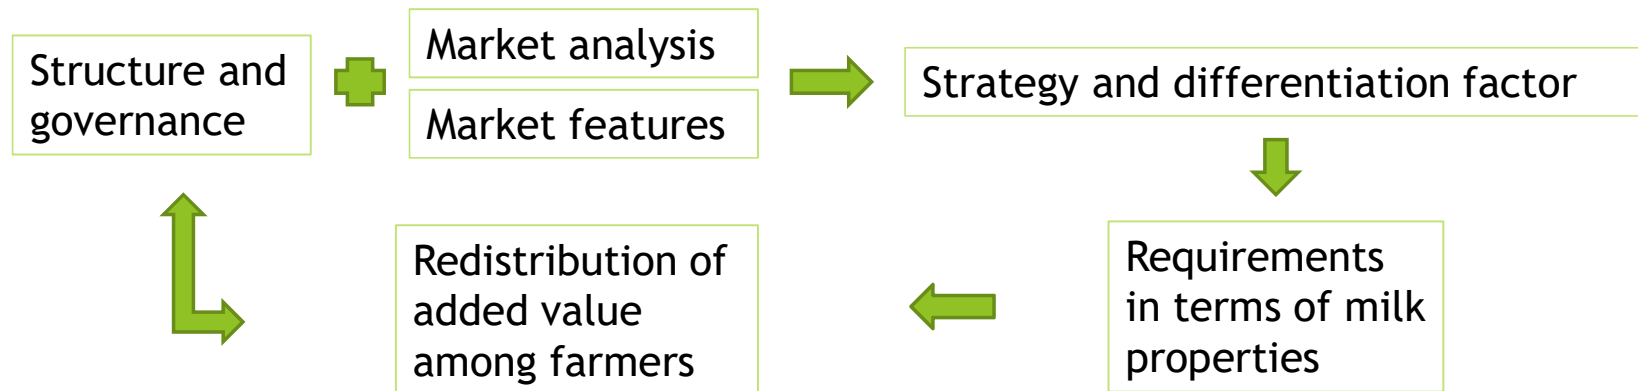 Structure and
governance
Market analysis
Market features
Strategy and differentiation factor
Redistribution of
added value
among farmers
Requirements
in terms of milk
properties